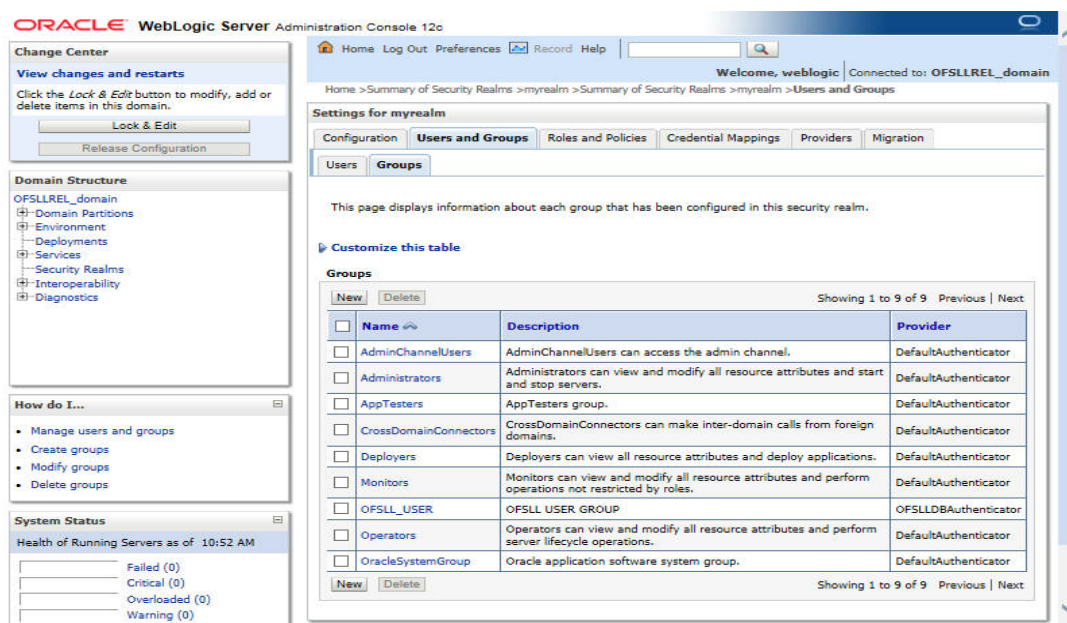 ORACLE WebLogic Server Administration Console 12c
Change Center
View changes and restarts
Click the Lock & Edit button to modify, add or
delete items in this domain.
Lock & Edit
Release Configuration
Domain Structure
OFSLLREL_domain
Domain Partitions
Environment
Deployments
Services
Security Realms
Interoperability
Diagnostics
How do I...
Manage users and groups
Create groups
Modify groups
Delete groups
System Status
Health of Running Servers as of 10:52 AM
Failed (0)
Critical (0)
Overloaded (0)
Warning (0)
Home Log Out Preferences Record Help
Welcome, weblogic Connected to: OFSLLREL_domain
Home >Summary of Security Realms >myrealm >Summary of Security Realms >myrealm >Users and Groups
Settings for myrealm
Configuration Users and Groups Roles and Policies Credential Mappings Providers Migration
Users Groups
This page displays information about each group that has been configured in this security realm.
Customize this table
Groups
New Delete Showing 1 to 9 of 9 Previous | Next
Name Description Provider
AdminChannelUsers AdminChannelUsers can access the admin channel. DefaultAuthenticator
Administrators Administrators can view and modify all resource attributes and start
and stop servers. DefaultAuthenticator
AppTesters AppTesters group. DefaultAuthenticator
CrossDomainConnectors CrossDomainConnectors can make inter-domain calls from foreign
domains. DefaultAuthenticator
Deployers Deployers can view all resource attributes and deploy applications. DefaultAuthenticator
Monitors Monitors can view and modify all resource attributes and perform
operations not restricted by roles. DefaultAuthenticator
OFSLL_USER OFSLL USER GROUP OFSLLDBAuthenticator
Operators Operators can view and modify all resource attributes and perform
server lifecycle operations. DefaultAuthenticator
OracleSystemGroup Oracle application software system group. DefaultAuthenticator
New Delete Showing 1 to 9 of 9 Previous | Next